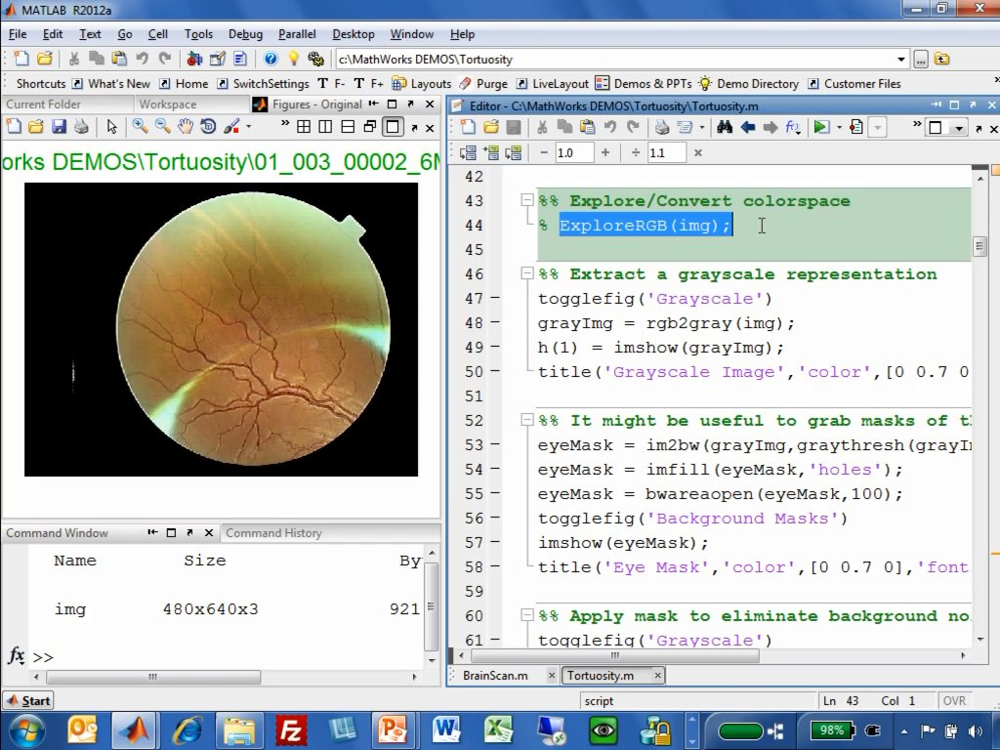 MATLAB R2012a
File Edit Text Go Cell Tools Debug Parallel Desktop Window Help
c:\MathWorks DEMOS\Tortuosity
Shortcuts What's New Home SwitchSettings T F- T F+ Layouts Purge LiveLayout Demos & PPTs Demo Directory Customer Files
Current Folder Workspace Figures - Original
Editor - C:\MathWorks DEMOS\Tortuosity\Tortuosity.m
− 1.0 + ÷ 1.1 ×
orks DEMOS\Tortuosity\01_003_00002_6M
42
43 %% Explore/Convert colorspace
44 % ExploreRGB(img);
45
46 %% Extract a grayscale representation
47 − togglefig('Grayscale')
48 − grayImg = rgb2gray(img);
49 − h(1) = imshow(grayImg);
50 − title('Grayscale Image','color',[0 0.7 0
51
52 %% It might be useful to grab masks of t
53 − eyeMask = im2bw(grayImg,graythresh(grayI
54 − eyeMask = imfill(eyeMask,'holes');
55 − eyeMask = bwareaopen(eyeMask,100);
56 − togglefig('Background Masks')
57 − imshow(eyeMask);
58 − title('Eye Mask','color',[0 0.7 0],'font
59
60 %% Apply mask to eliminate background no
61 − togglefig('Grayscale')
Command Window Command History
Name Size By
img 480x640x3 921
fx >>
BrainScan.m × Tortuosity.m ×
Start
script Ln 43 Col 1 OVR
98%